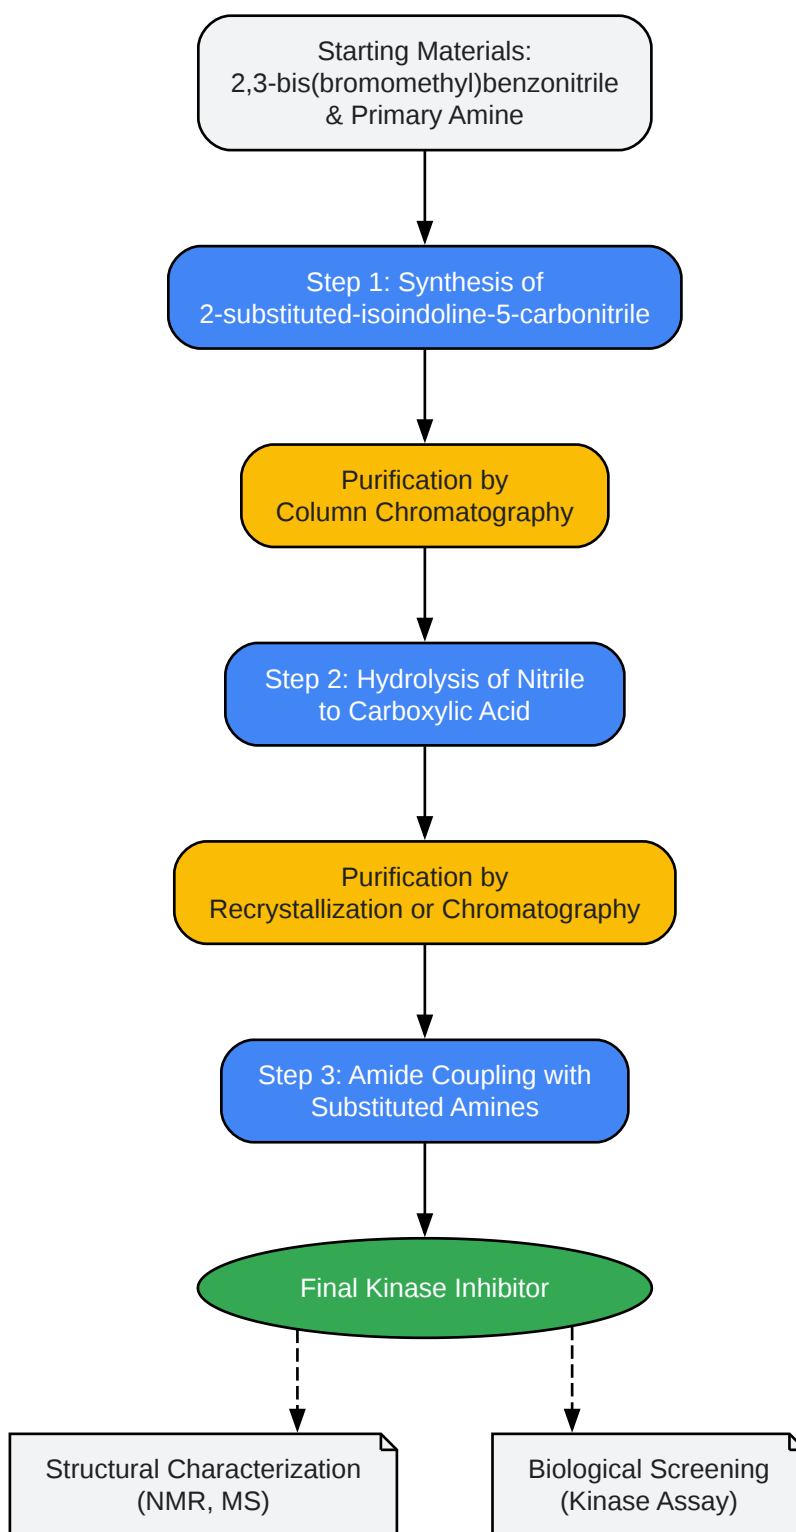 Starting Materials:
2,3-bis(bromomethyl)benzonitrile
& Primary Amine
Step 1: Synthesis of
2-substituted-isoindoline-5-carbonitrile
Purification by
Column Chromatography
Step 2: Hydrolysis of Nitrile
to Carboxylic Acid
Purification by
Recrystallization or Chromatography
Step 3: Amide Coupling with
Substituted Amines
Final Kinase Inhibitor
Structural Characterization
(NMR, MS)
Biological Screening
(Kinase Assay)